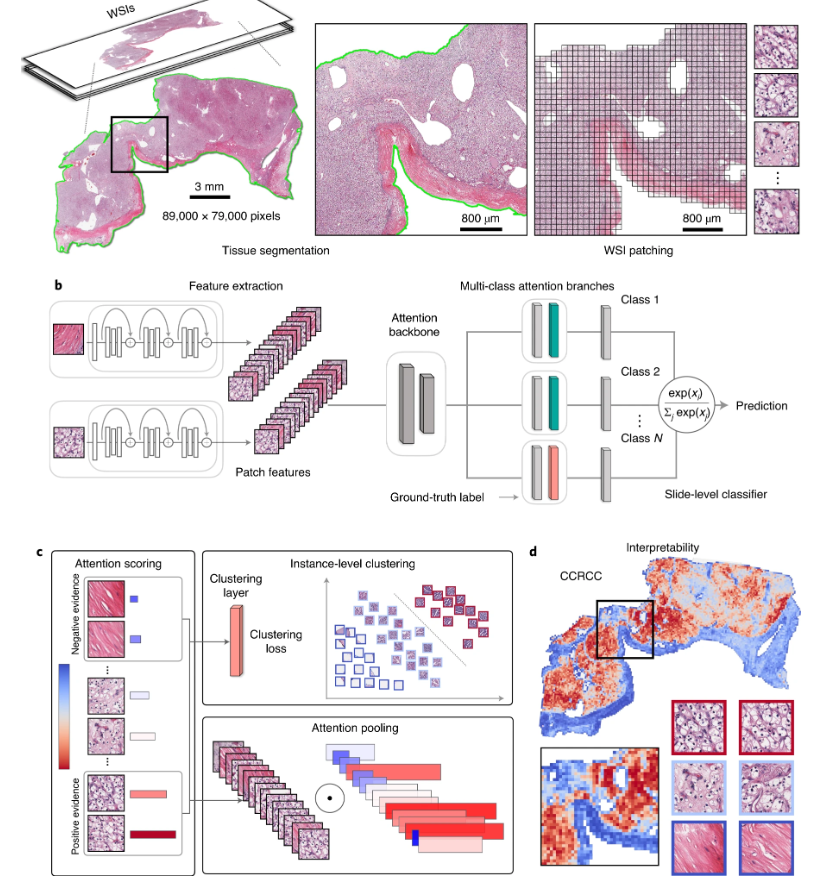 WSIs
3 mm
89,000 × 79,000 pixels
800 μm
800 μm
Tissue segmentation
WSI patching
b
Feature extraction
Multi-class attention branches
Attention
backbone
Class 1
Class 2
Class N
exp(xᵢ)
Σⱼ exp(xⱼ)
Prediction
Patch features
Ground-truth label
Slide-level classifier
c
Attention scoring
Negative evidence
Positive evidence
Instance-level clustering
Clustering
layer
Clustering
loss
Attention pooling
d
Interpretability
CCRCC